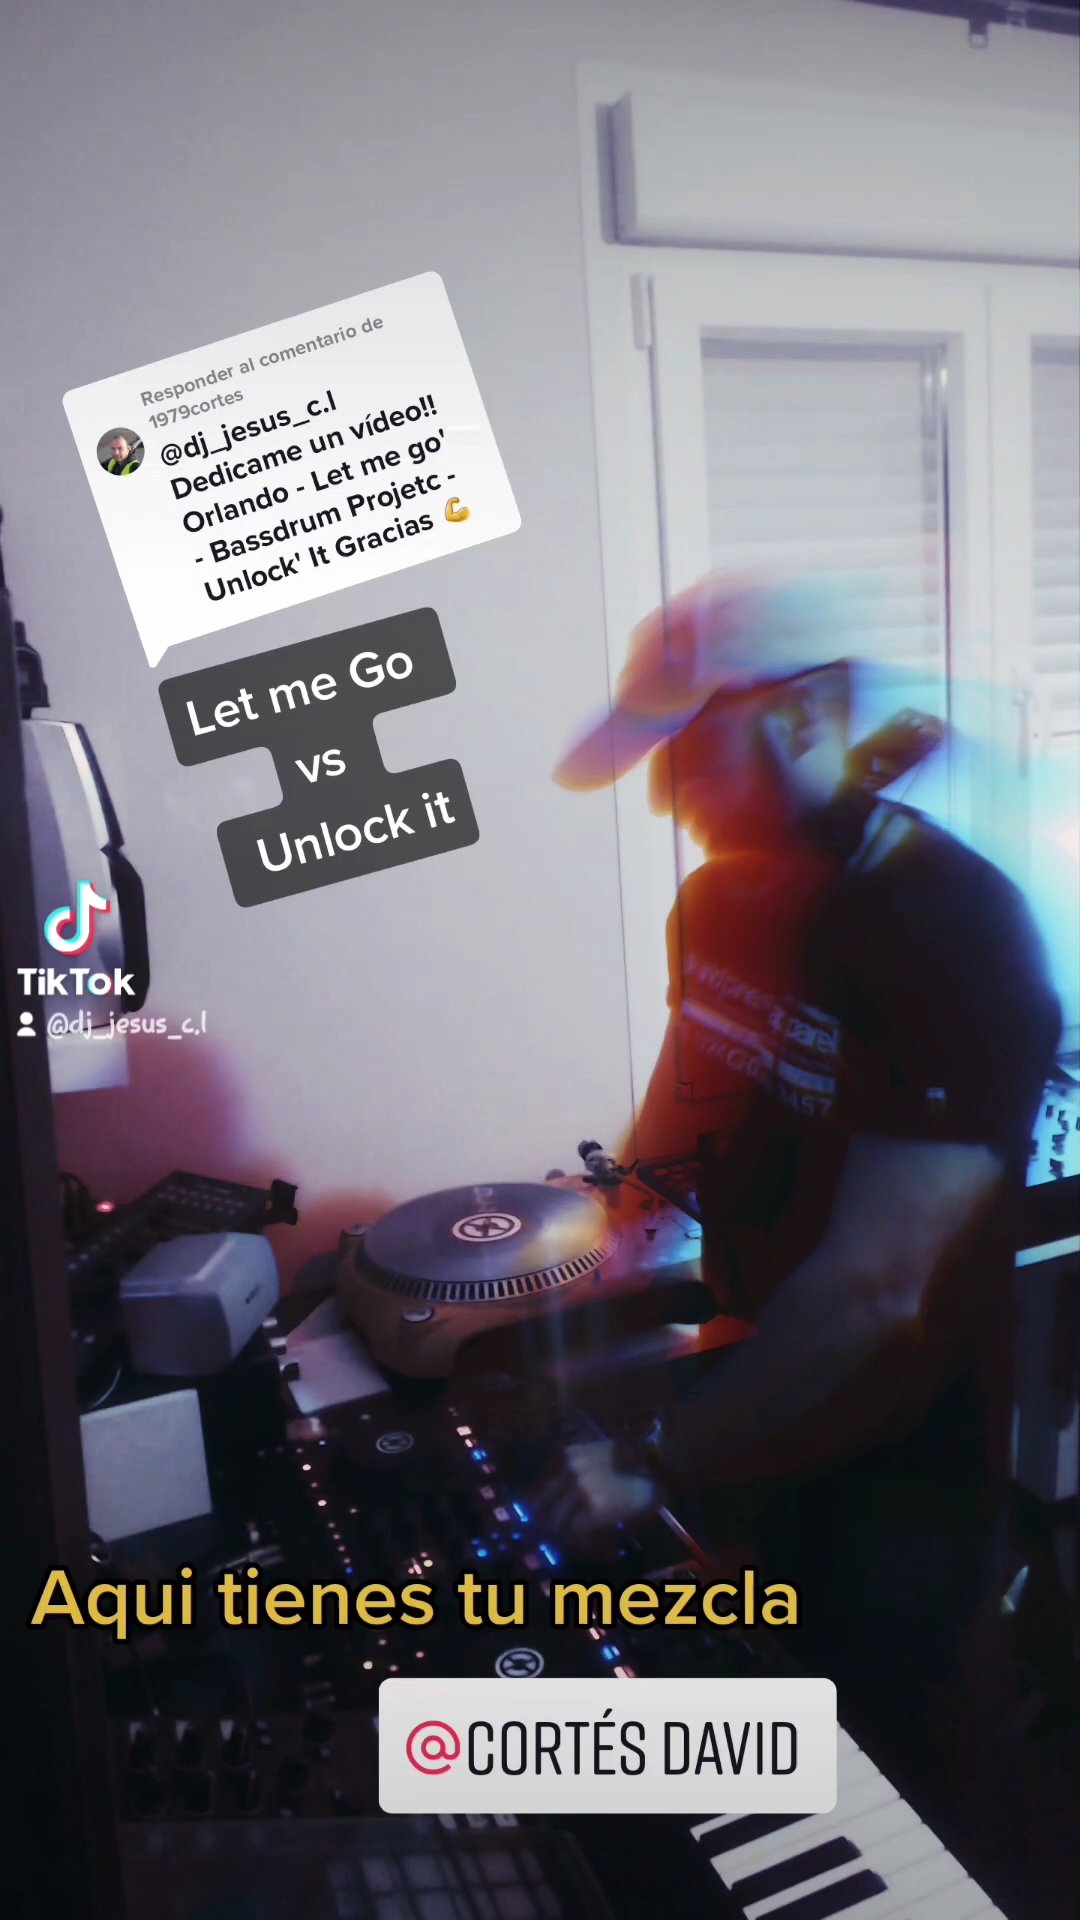 Responder al comentario de
1979cortes
@dj_jesus_c.l
Dedicame un vídeo!!
Orlando - Let me go'
- Bassdrum Projetc -
Unlock' It Gracias 💪
Let me Go
vs
Unlock it
TikTok
@dj_jesus_c.l
apparel
Aqui tienes tu mezcla
@CORTÉS DAVID